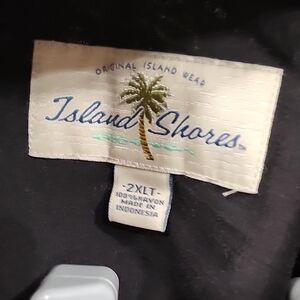 ORIGINAL ISLAND WEAR
Island Shores
-2XLT-
100% RAYON
MADE IN
INDONESIA